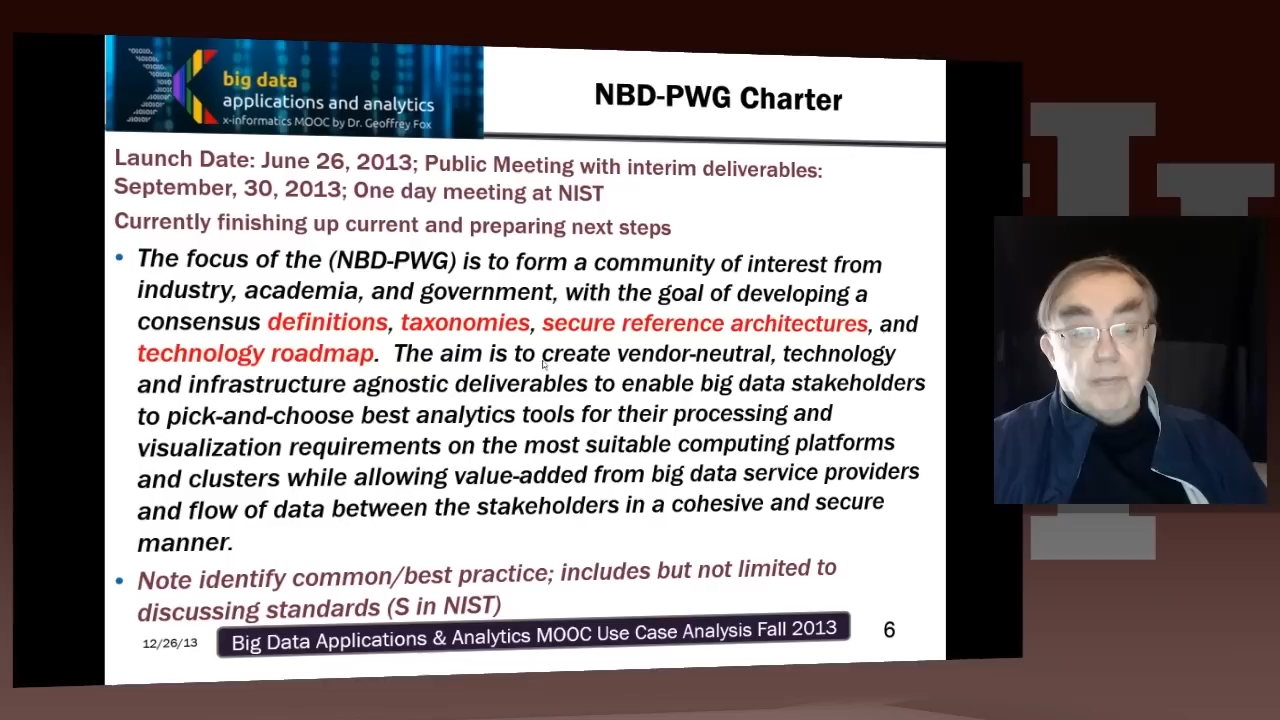 big data
applications and analytics
x-informatics MOOC by Dr. Geoffrey Fox
NBD-PWG Charter
Launch Date: June 26, 2013; Public Meeting with interim deliverables:
September, 30, 2013; One day meeting at NIST
Currently finishing up current and preparing next steps
• The focus of the (NBD-PWG) is to form a community of interest from
industry, academia, and government, with the goal of developing a
consensus definitions, taxonomies, secure reference architectures, and
technology roadmap. The aim is to create vendor-neutral, technology
and infrastructure agnostic deliverables to enable big data stakeholders
to pick-and-choose best analytics tools for their processing and
visualization requirements on the most suitable computing platforms
and clusters while allowing value-added from big data service providers
and flow of data between the stakeholders in a cohesive and secure
manner.
• Note identify common/best practice; includes but not limited to
discussing standards (S in NIST)
12/26/13
Big Data Applications & Analytics MOOC Use Case Analysis Fall 2013
6